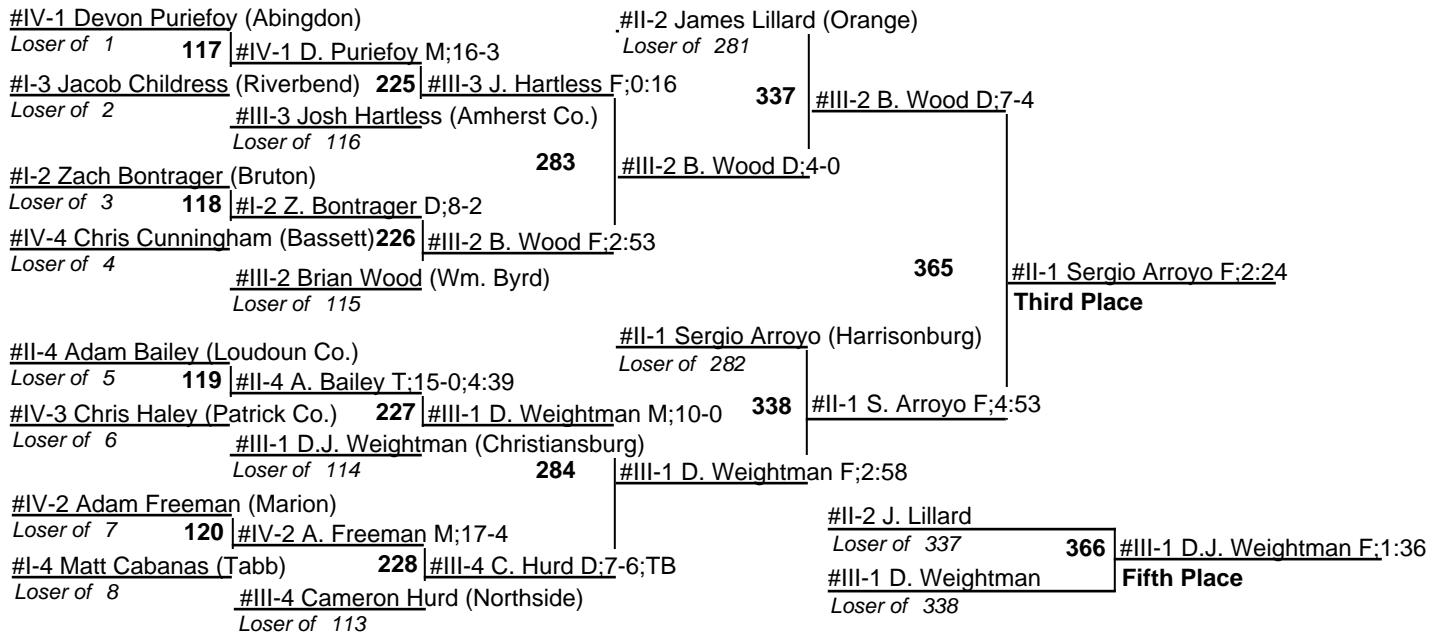 #IV-1 Devon Puriefoy (Abingdon)
Loser of 1
117
#IV-1 D. Puriefoy M;16-3
#I-3 Jacob Childress (Riverbend)
Loser of 2
225
#III-3 J. Hartless F;0:16
#III-3 Josh Hartless (Amherst Co.)
Loser of 116
283
#III-2 B. Wood D;4-0
#I-2 Zach Bontrager (Bruton)
Loser of 3
118
#I-2 Z. Bontrager D;8-2
#IV-4 Chris Cunningham (Bassett)
Loser of 4
226
#III-2 B. Wood F;2:53
#III-2 Brian Wood (Wm. Byrd)
Loser of 115
#II-2 James Lillard (Orange)
Loser of 281
337
#III-2 B. Wood D;7-4
365
#II-1 Sergio Arroyo F;2:24
Third Place
#II-4 Adam Bailey (Loudoun Co.)
Loser of 5
119
#II-4 A. Bailey T;15-0;4:39
#IV-3 Chris Haley (Patrick Co.)
Loser of 6
227
#III-1 D. Weightman M;10-0
#III-1 D.J. Weightman (Christiansburg)
Loser of 114
284
#III-1 D. Weightman F;2:58
#IV-2 Adam Freeman (Marion)
Loser of 7
120
#IV-2 A. Freeman M;17-4
#I-4 Matt Cabanas (Tabb)
Loser of 8
228
#III-4 C. Hurd D;7-6;TB
#III-4 Cameron Hurd (Northside)
Loser of 113
#II-1 Sergio Arroyo (Harrisonburg)
Loser of 282
338
#II-1 S. Arroyo F;4:53
#II-2 J. Lillard
Loser of 337
366
#III-1 D.J. Weightman F;1:36
#III-1 D. Weightman
Fifth Place
Loser of 338